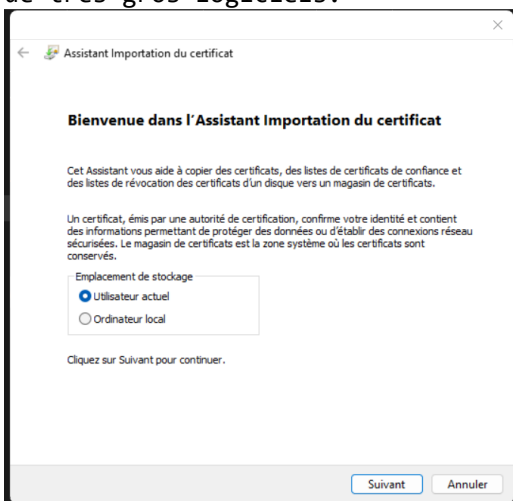 de très gros logiciels.
Assistant Importation du certificat
Bienvenue dans l'Assistant Importation du certificat
Cet Assistant vous aide à copier des certificats, des listes de certificats de confiance et
des listes de révocation des certificats d'un disque vers un magasin de certificats.
Un certificat, émis par une autorité de certification, confirme votre identité et contient
des informations permettant de protéger des données ou d'établir des connexions réseau
sécurisées. Le magasin de certificats est la zone système où les certificats sont
conservés.
Emplacement de stockage
Utilisateur actuel
Ordinateur local
Cliquez sur Suivant pour continuer.
Suivant
Annuler